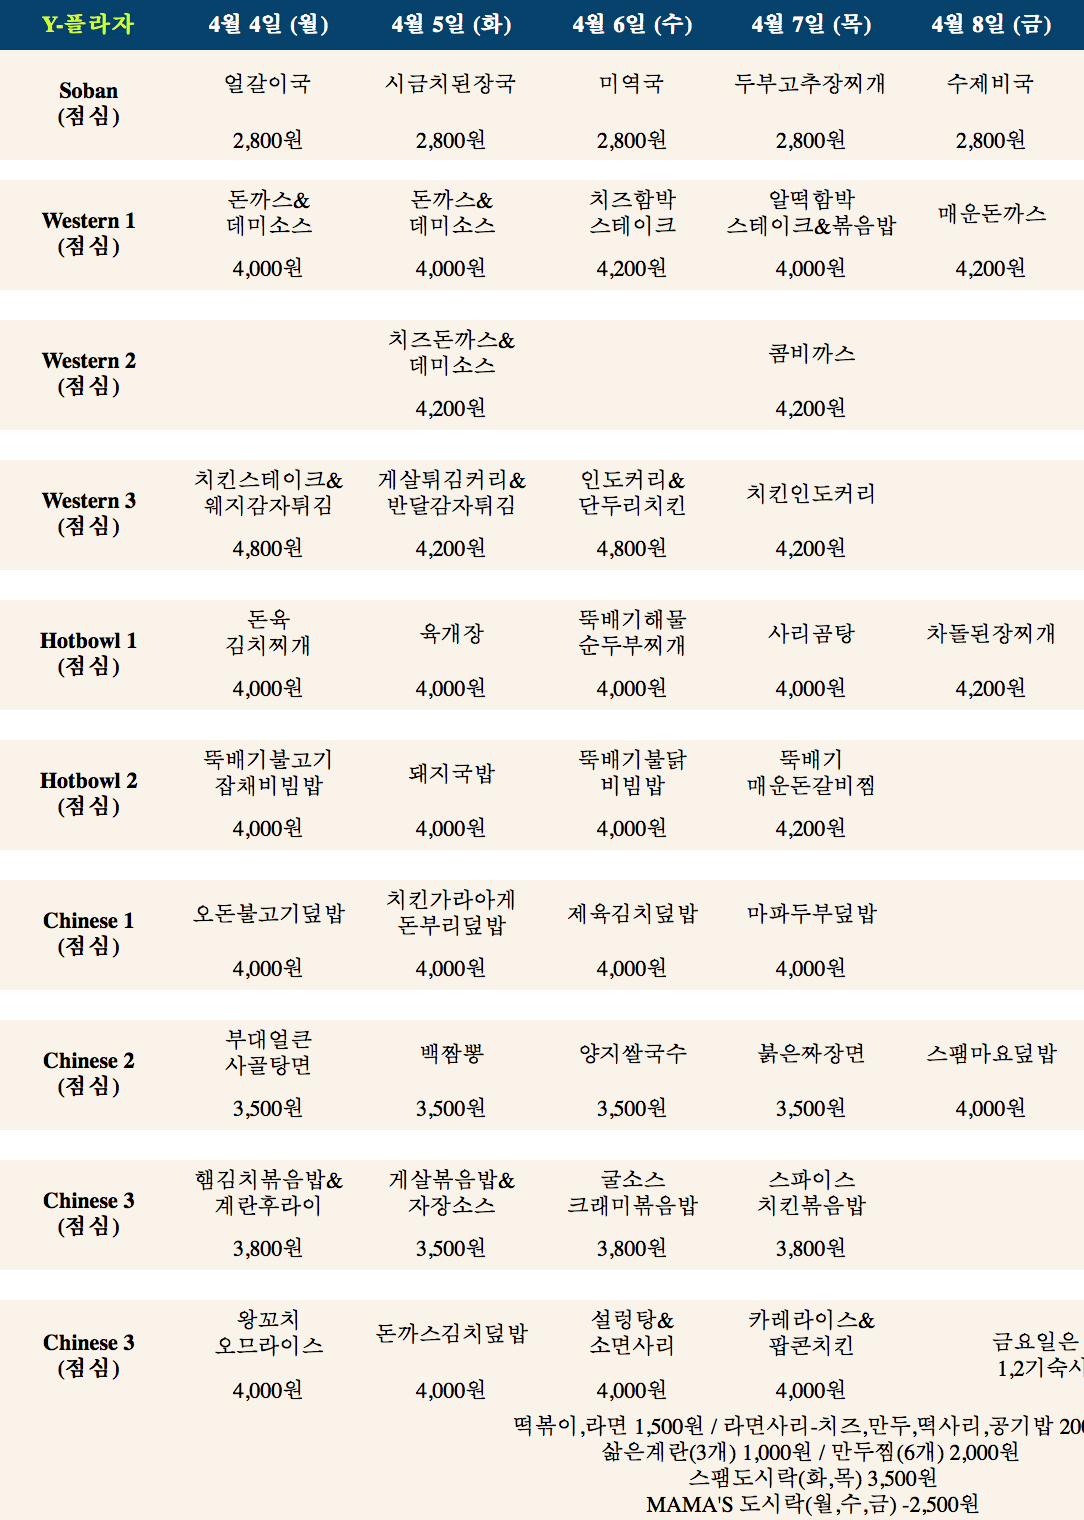 Y-플라자 4월 4일 (월) 4월 5일 (화) 4월 6일 (수) 4월 7일 (목) 4월 8일 (금)
Soban
(점심)
얼갈이국 시금치된장국 미역국 두부고추장찌개 수제비국
2,800원 2,800원 2,800원 2,800원 2,800원
Western 1
(점심)
돈까스& 돈까스& 치즈함박 알떡함박 매운돈까스
데미소스 데미소스 스테이크 스테이크&볶음밥
4,000원 4,000원 4,200원 4,000원 4,200원
Western 2
(점심)
치즈돈까스& 콤비까스
데미소스
4,200원 4,200원
Western 3
(점심)
치킨스테이크& 게살튀김커리& 인도커리& 치킨인도커리
웨지감자튀김 반달감자튀김 단두리치킨
4,800원 4,200원 4,800원 4,200원
Hotbowl 1
(점심)
돈육 육개장 뚝배기해물 사리곰탕 차돌된장찌개
김치찌개 순두부찌개
4,000원 4,000원 4,000원 4,000원 4,200원
Hotbowl 2
(점심)
뚝배기불고기 돼지국밥 뚝배기불닭 뚝배기
잡채비빔밥 비빔밥 매운돈갈비찜
4,000원 4,000원 4,000원 4,200원
Chinese 1
(점심)
오돈불고기덮밥 치킨가라아게 제육김치덮밥 마파두부덮밥
돈부리덮밥
4,000원 4,000원 4,000원 4,000원
Chinese 2
(점심)
부대얼큰 백짬뽕 양지쌀국수 붉은짜장면 스팸마요덮밥
사골탕면
3,500원 3,500원 3,500원 3,500원 4,000원
Chinese 3
(점심)
햄김치볶음밥& 게살볶음밥& 굴소스 스파이스
계란후라이 자장소스 크래미볶음밥 치킨볶음밥
3,800원 3,500원 3,800원 3,800원
Chinese 3
(점심)
왕꼬치 돈까스김치덮밥 설렁탕& 카레라이스& 금요일은
오므라이스 소면사리 팝콘치킨 1,2기숙사
4,000원 4,000원 4,000원 4,000원
떡볶이,라면 1,500원 / 라면사리-치즈,만두,떡사리,공기밥 200
삶은계란(3개) 1,000원 / 만두찜(6개) 2,000원
스팸도시락(화,목) 3,500원
MAMA'S 도시락(월,수,금) -2,500원